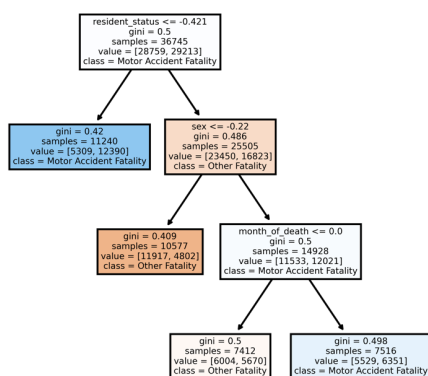 resident_status <= -0.421
gini = 0.5
samples = 36745
value = [28759, 29213]
class = Motor Accident Fatality
gini = 0.42
samples = 11240
value = [5309, 12390]
class = Motor Accident Fatality
sex <= -0.22
gini = 0.486
samples = 25505
value = [23450, 16823]
class = Other Fatality
gini = 0.409
samples = 10577
value = [11917, 4802]
class = Other Fatality
month_of_death <= 0.0
gini = 0.5
samples = 14928
value = [11533, 12021]
class = Motor Accident Fatality
gini = 0.5
samples = 7412
value = [6004, 5670]
class = Other Fatality
gini = 0.498
samples = 7516
value = [5529, 6351]
class = Motor Accident Fatality